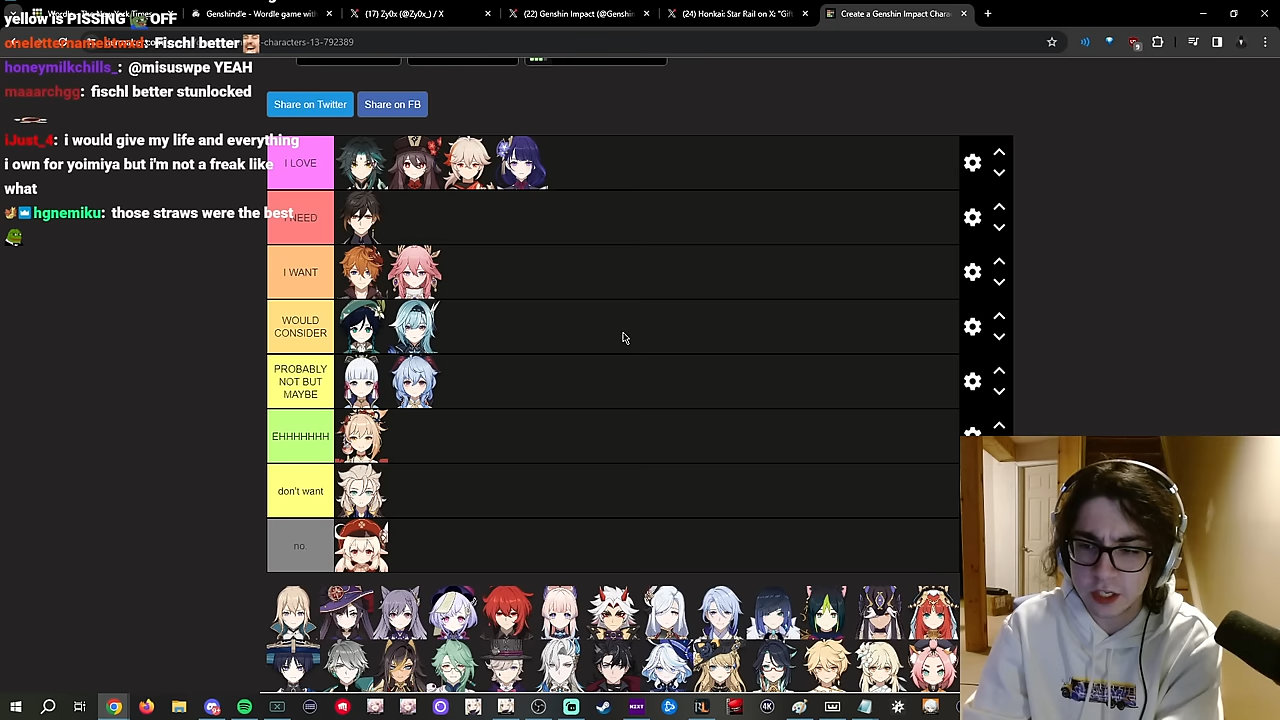 yellow is PISSING OFF
Genshindle - Wordle game with
(17) Zy0x (@Zy0x_) / X
(22) Genshin Impact (@Genshin
(24) Honkai: Star Rail on X "Gift
Create a Genshin Impact Chara
Fischl better
-characters-13-792389
honeymilkchills_: @misuswpe YEAH
maaarchgg: fischl better stunlocked
Share on Twitter
Share on FB
iJust_4: i would give my life and everything
i own for yoimiya but i'm not a freak like
what
hgnemiku: those straws were the best
I LOVE
NEED
I WANT
WOULD
CONSIDER
PROBABLY
NOT BUT
MAYBE
EHHHHHHH
don't want
no